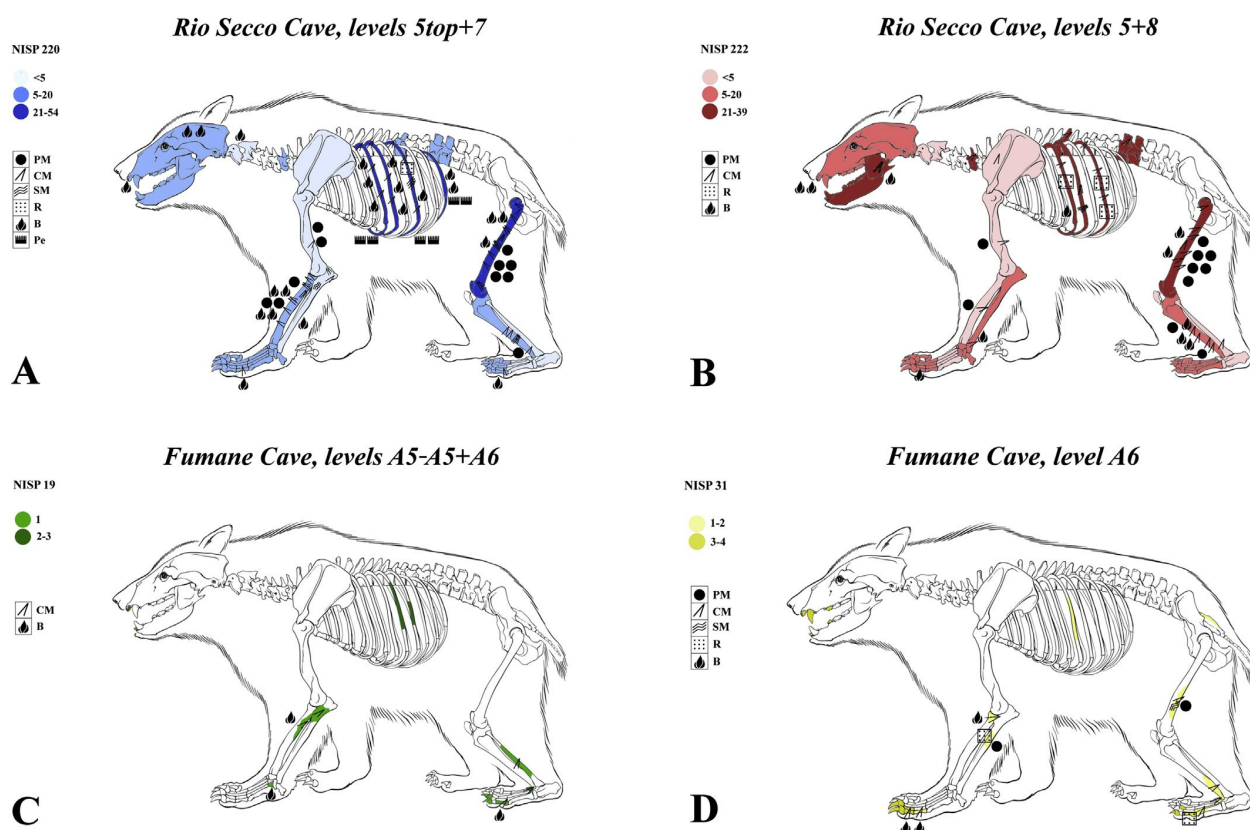 Rio Secco Cave, levels 5top+7
NISP 220
<5
5-20
21-54
PM
CM
SM
R
B
Pe
A
Rio Secco Cave, levels 5+8
NISP 222
<5
5-20
21-39
PM
CM
R
B
B
Fumane Cave, levels A5-A5+A6
NISP 19
1
2-3
CM
B
C
Fumane Cave, level A6
NISP 31
1-2
3-4
PM
CM
SM
R
B
D